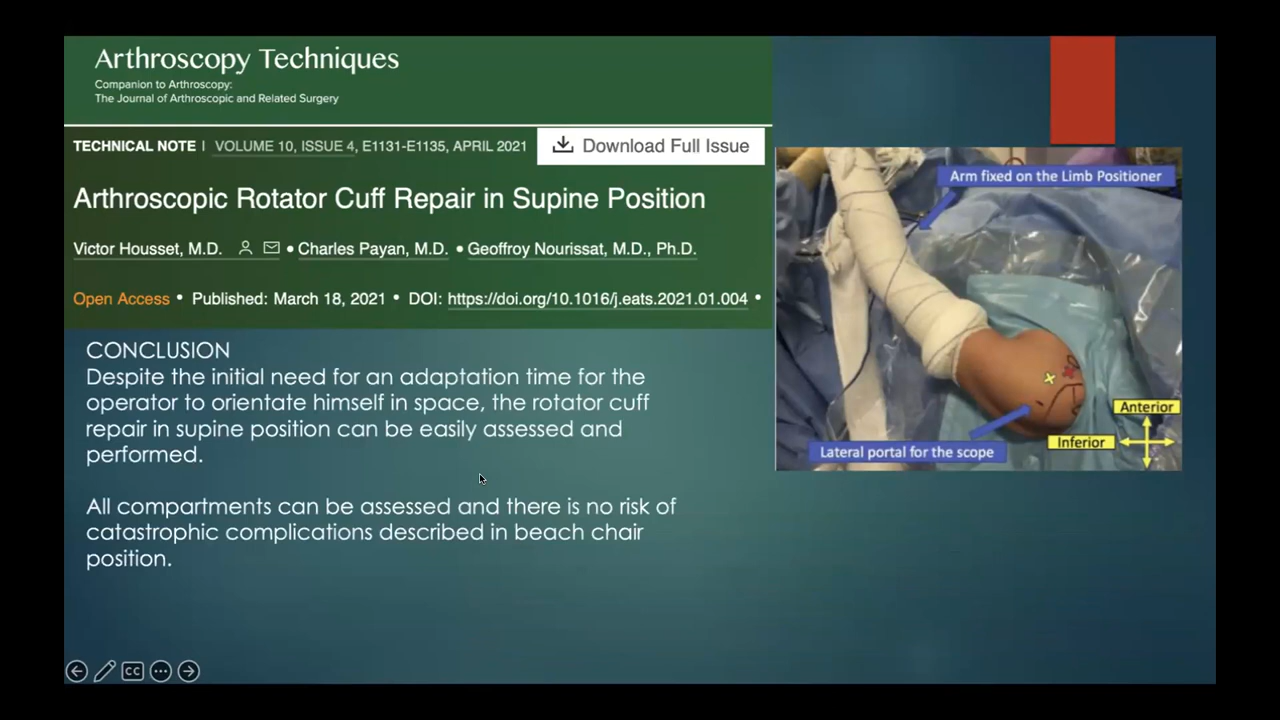 Arthroscopy Techniques
Companion to Arthroscopy:
The Journal of Arthroscopic and Related Surgery
TECHNICAL NOTE | VOLUME 10, ISSUE 4, E1131-E1135, APRIL 2021
Download Full Issue
Arthroscopic Rotator Cuff Repair in Supine Position
Victor Housset, M.D. • Charles Payan, M.D. • Geoffroy Nourissat, M.D., Ph.D.
Open Access • Published: March 18, 2021 • DOI: https://doi.org/10.1016/j.eats.2021.01.004 •
CONCLUSION
Despite the initial need for an adaptation time for the
operator to orientate himself in space, the rotator cuff
repair in supine position can be easily assessed and
performed.
All compartments can be assessed and there is no risk of
catastrophic complications described in beach chair
position.
Arm fixed on the Limb Positioner
Anterior
Inferior
Lateral portal for the scope
CC